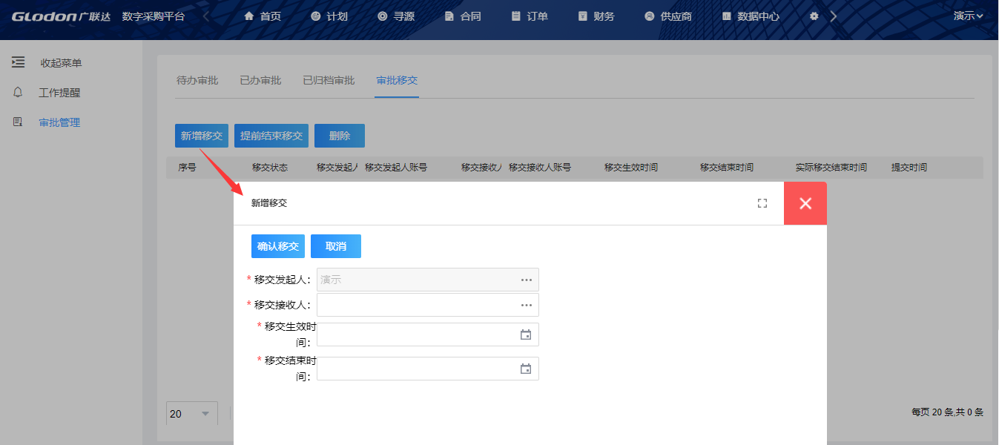 GLODON广联达 数字采购平台 首页 计划 寻源 合同 订单 财务 供应商 数据中心 演示
收起菜单
工作提醒
审批管理
待办审批 已办审批 已归档审批 审批移交
新增移交 提前结束移交 删除
序号 移交状态 移交发起人 移交发起人账号 移交接收人 移交接收人账号 移交生效时间 移交结束时间 实际移交结束时间 提交时间
新增移交
确认移交 取消
* 移交发起人: 演示
* 移交接收人:
* 移交生效时
间:
* 移交结束时
间:
20
每页 20 条,共 0 条